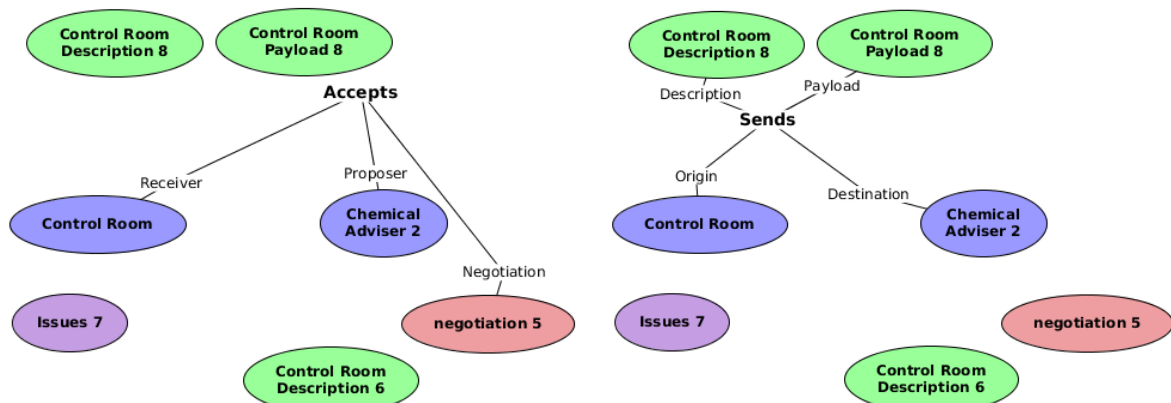 Control Room
Description 8
Control Room
Payload 8
Accepts
Receiver
Proposer
Control Room
Chemical
Adviser 2
Negotiation
Issues 7
negotiation 5
Control Room
Description 6
Control Room
Description 8
Control Room
Payload 8
Description
Payload
Sends
Origin
Destination
Control Room
Chemical
Adviser 2
Issues 7
negotiation 5
Control Room
Description 6